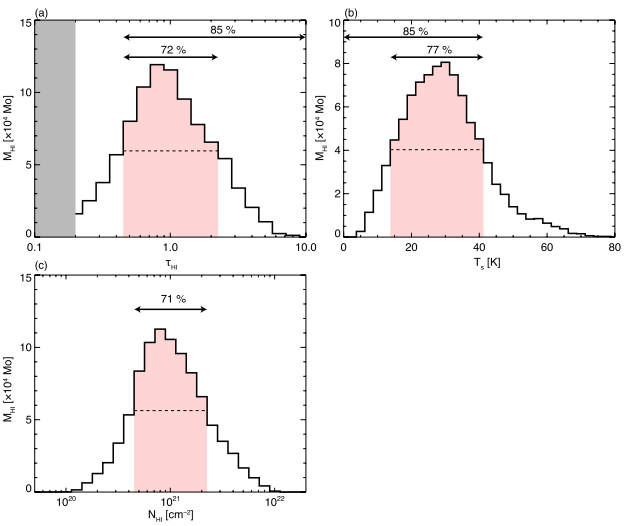 (a)
15
10
5
0
85 %
72 %
M_HI [×10⁴ Mo]
0.1 1.0 10.0
τ_HI
(b)
10
8
6
4
2
0
85 %
77 %
M_HI [×10⁴ Mo]
0 20 40 60 80
T_s [K]
(c)
15
10
5
0
71 %
M_HI [×10⁴ Mo]
10²⁰ 10²¹ 10²²
N_HI [cm⁻²]